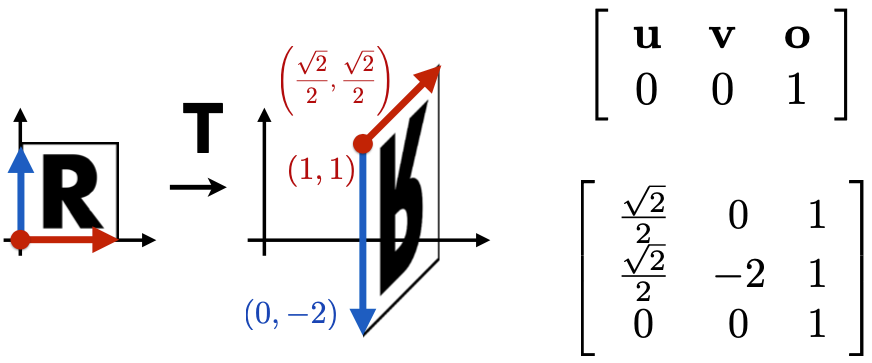 R
T
(√2/2, √2/2)
(1, 1)
(0, −2)
R
u v o
0 0 1
√2/2 0 1
√2/2 −2 1
0 0 1